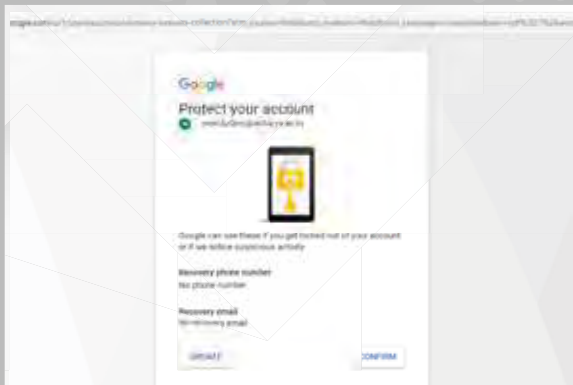 Google
Protect your account
Google can use these if you get locked out of your account
or if we notice suspicious activity
Recovery phone number
No phone number
Recovery email
No recovery email
UPDATE
CONFIRM